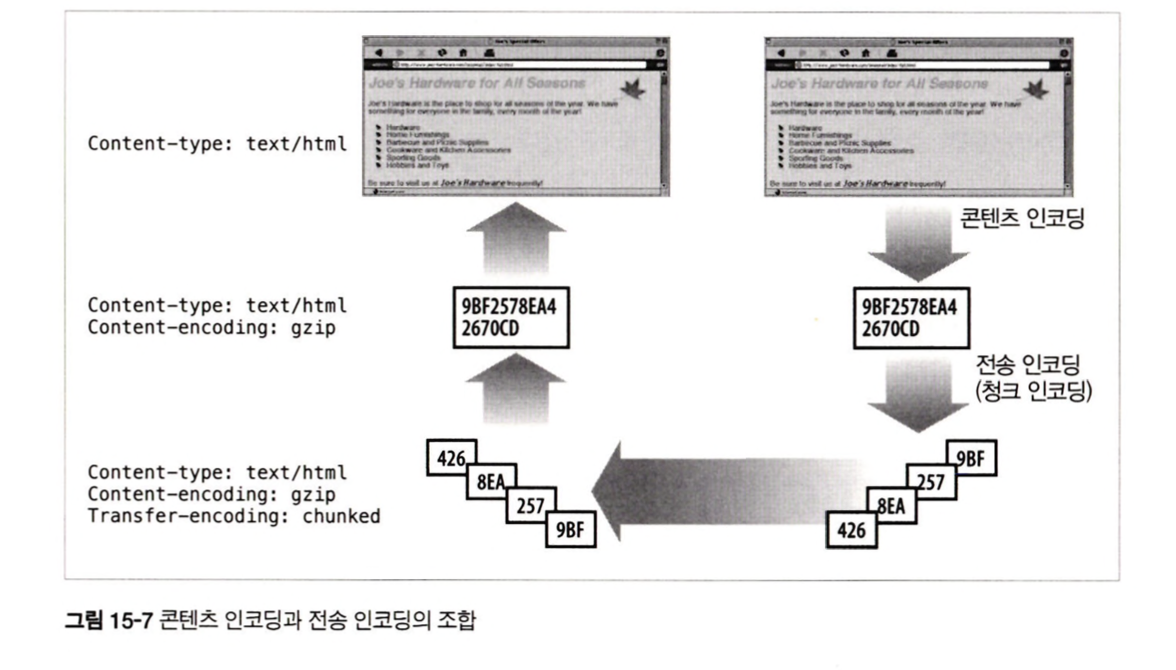 Joe's Special Offers
Joe's Special Offers
Joe's Hardware for All Seasons
Joe's Hardware for All Seasons
Joe's Hardware is the place to shop for all seasons of the year. We have
something for everyone in the family, every month of the year!
Joe's Hardware is the place to shop for all seasons of the year. We have
something for everyone in the family, every month of the year!
Content-type: text/html
Hardware
Home Furnishings
Barbecue and Picnic Supplies
Cookware and Kitchen Accessories
Sporting Goods
Hobbies and Toys
Hardware
Home Furnishings
Barbecue and Picnic Supplies
Cookware and Kitchen Accessories
Sporting Goods
Hobbies and Toys
Be sure to visit us at Joe's Hardware frequently!
Be sure to visit us at Joe's Hardware frequently!
콘텐츠 인코딩
Content-type: text/html
Content-encoding: gzip
9BF2578EA4
2670CD
9BF2578EA4
2670CD
전송 인코딩
(청크 인코딩)
Content-type: text/html
Content-encoding: gzip
Transfer-encoding: chunked
426
8EA
257
9BF
9BF
257
8EA
426
그림 15-7 콘텐츠 인코딩과 전송 인코딩의 조합